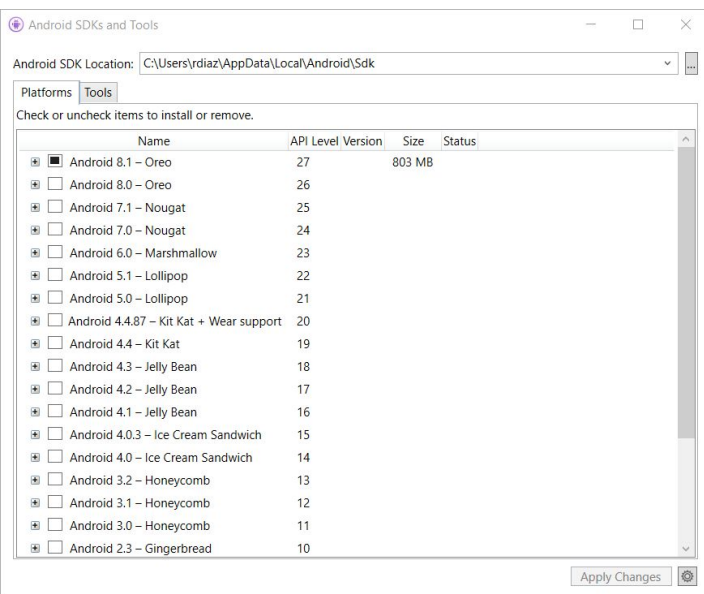 Android SDKs and Tools
Android SDK Location: C:\Users\rdiaz\AppData\Local\Android\Sdk ...
Platforms Tools
Check or uncheck items to install or remove.
Name API Level Version Size Status
Android 8.1 – Oreo 27 803 MB
Android 8.0 – Oreo 26
Android 7.1 – Nougat 25
Android 7.0 – Nougat 24
Android 6.0 – Marshmallow 23
Android 5.1 – Lollipop 22
Android 5.0 – Lollipop 21
Android 4.4.87 – Kit Kat + Wear support 20
Android 4.4 – Kit Kat 19
Android 4.3 – Jelly Bean 18
Android 4.2 – Jelly Bean 17
Android 4.1 – Jelly Bean 16
Android 4.0.3 – Ice Cream Sandwich 15
Android 4.0 – Ice Cream Sandwich 14
Android 3.2 – Honeycomb 13
Android 3.1 – Honeycomb 12
Android 3.0 – Honeycomb 11
Android 2.3 – Gingerbread 10
Apply Changes